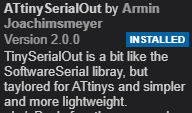 ATtinySerialOut by Armin
Joachimsmeyer
Version 2.0.0 INSTALLED
TinySerialOut is a bit like the
SoftwareSerial libray, but
taylored for ATtinys and simpler
and more lightweight.